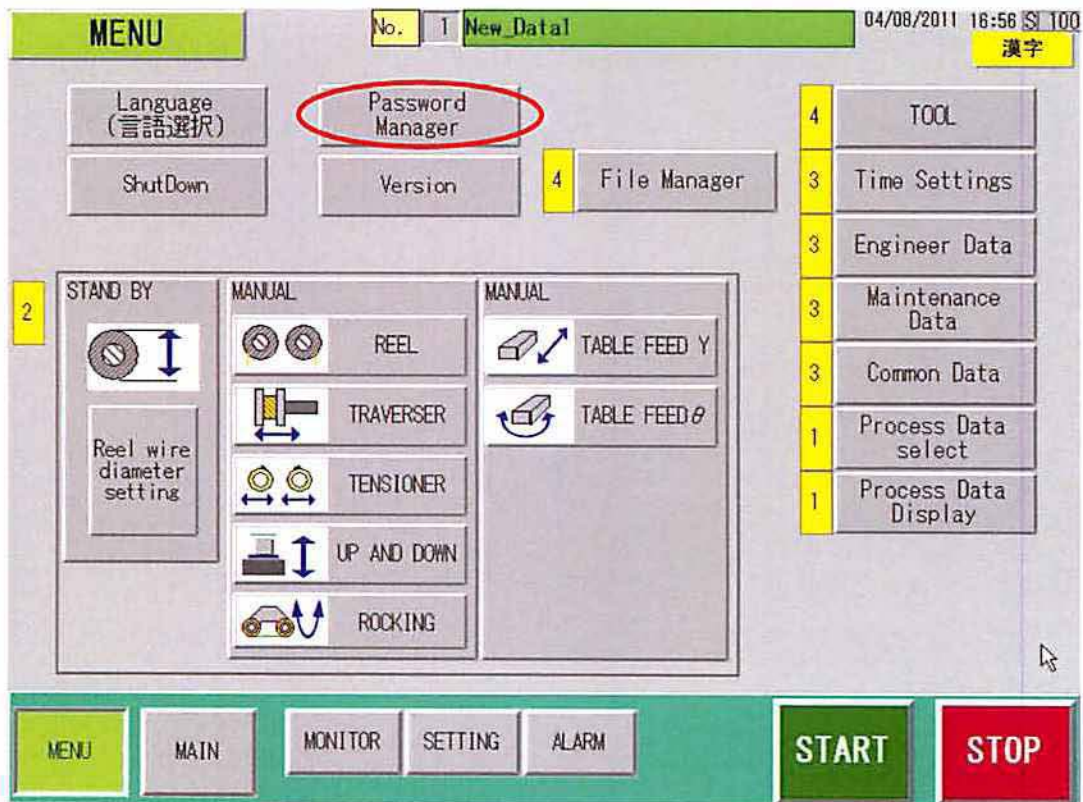 MENU
No. 1 New_Data1
04/08/2011 16:56 S 100
漢字
Language
(言語選択)
Password
Manager
ShutDown
Version
4 File Manager
4 TOOL
3 Time Settings
3 Engineer Data
3 Maintenance
Data
3 Common Data
1 Process Data
select
1 Process Data
Display
2
STAND BY
Reel wire
diameter
setting
MANUAL
REEL
TRAVERSER
TENSIONER
UP AND DOWN
ROCKING
MANUAL
TABLE FEED Y
TABLE FEED θ
MENU
MAIN
MONITOR
SETTING
ALARM
START
STOP